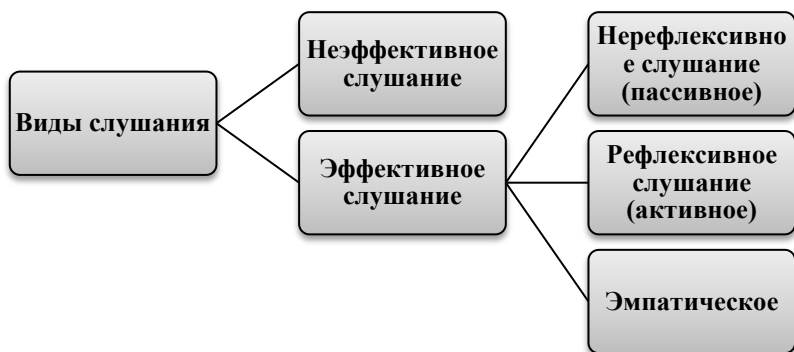 Виды слушания
Неэффективное
слушание
Эффективное
слушание
Нерефлексивно
е слушание
(пассивное)
Рефлексивное
слушание
(активное)
Эмпатическое